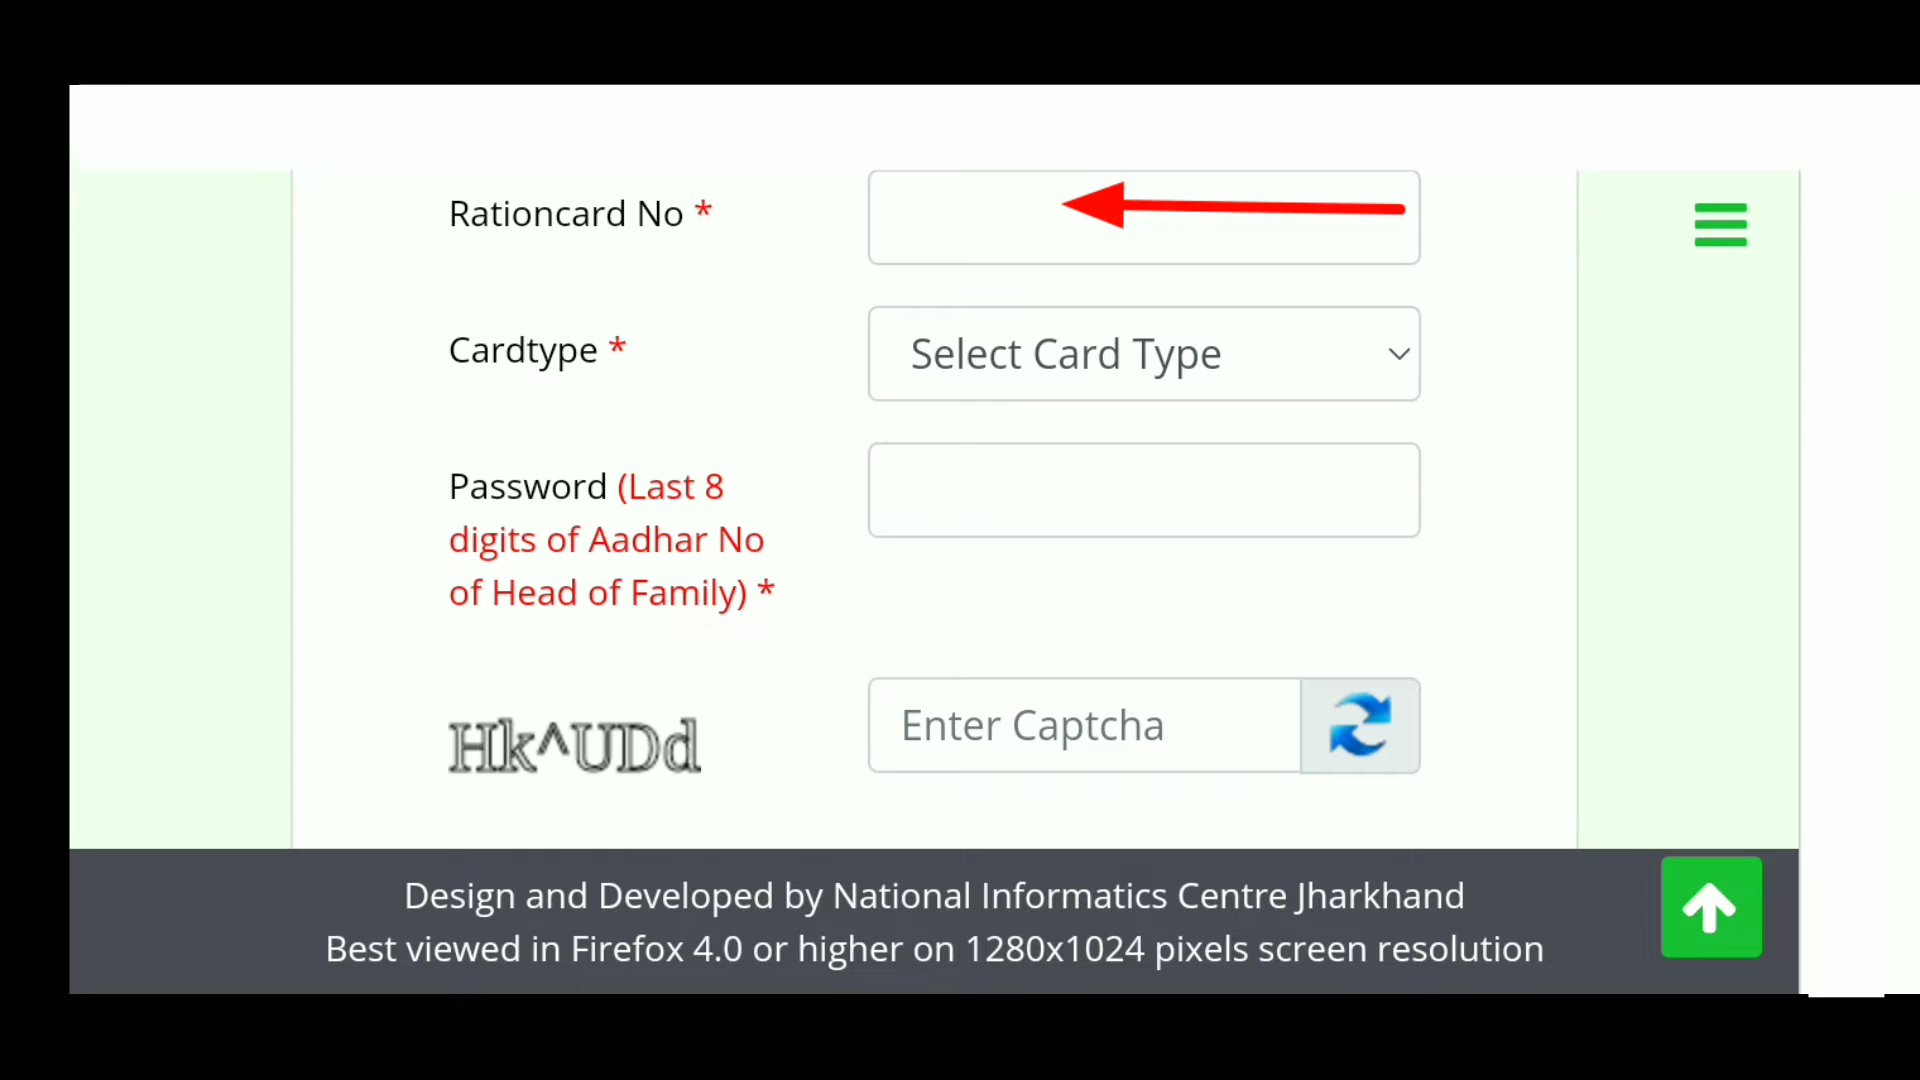 Rationcard No *
Cardtype *
Select Card Type
Password (Last 8
digits of Aadhar No
of Head of Family) *
Hk^UDd
Enter Captcha
Design and Developed by National Informatics Centre Jharkhand
Best viewed in Firefox 4.0 or higher on 1280x1024 pixels screen resolution